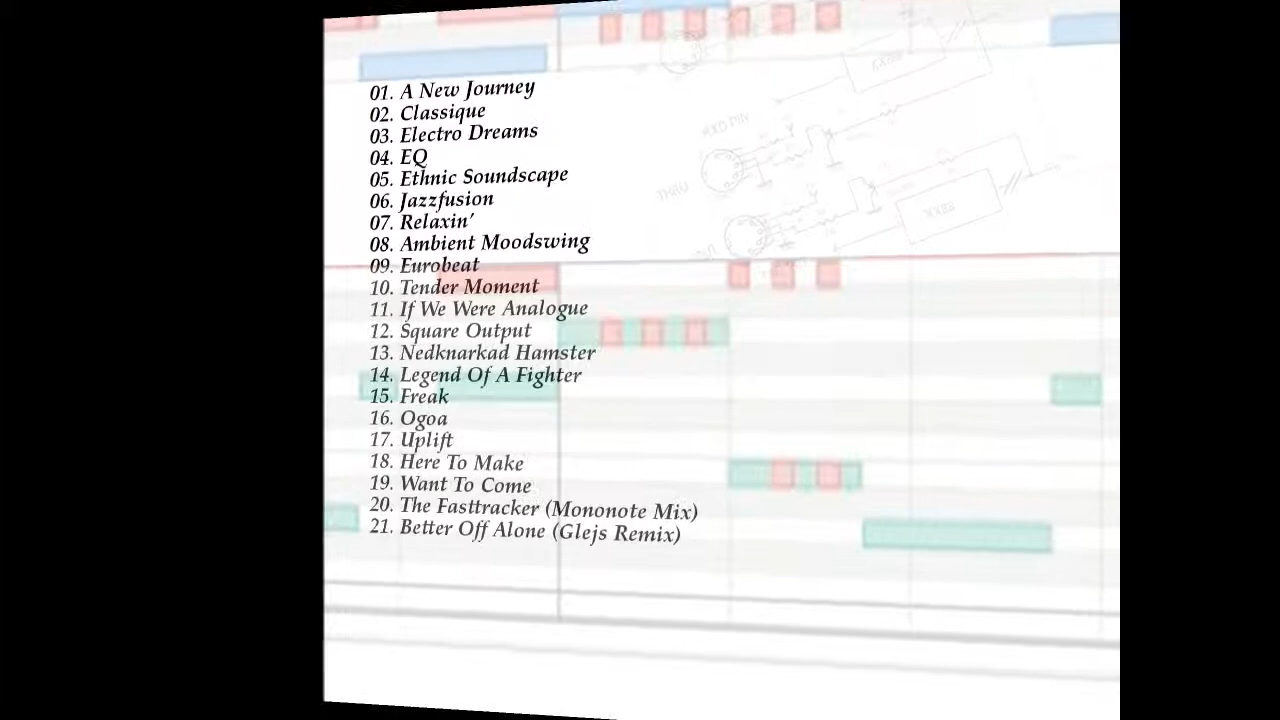 01. A New Journey
02. Classique
03. Electro Dreams
04. EQ
05. Ethnic Soundscape
06. Jazzfusion
07. Relaxin'
08. Ambient Moodswing
09. Eurobeat
10. Tender Moment
11. If We Were Analogue
12. Square Output
13. Nedknarkad Hamster
14. Legend Of A Fighter
15. Freak
16. Ogoa
17. Uplift
18. Here To Make
19. Want To Come
20. The Fasttracker (Mononote Mix)
21. Better Off Alone (Glejs Remix)
THRU